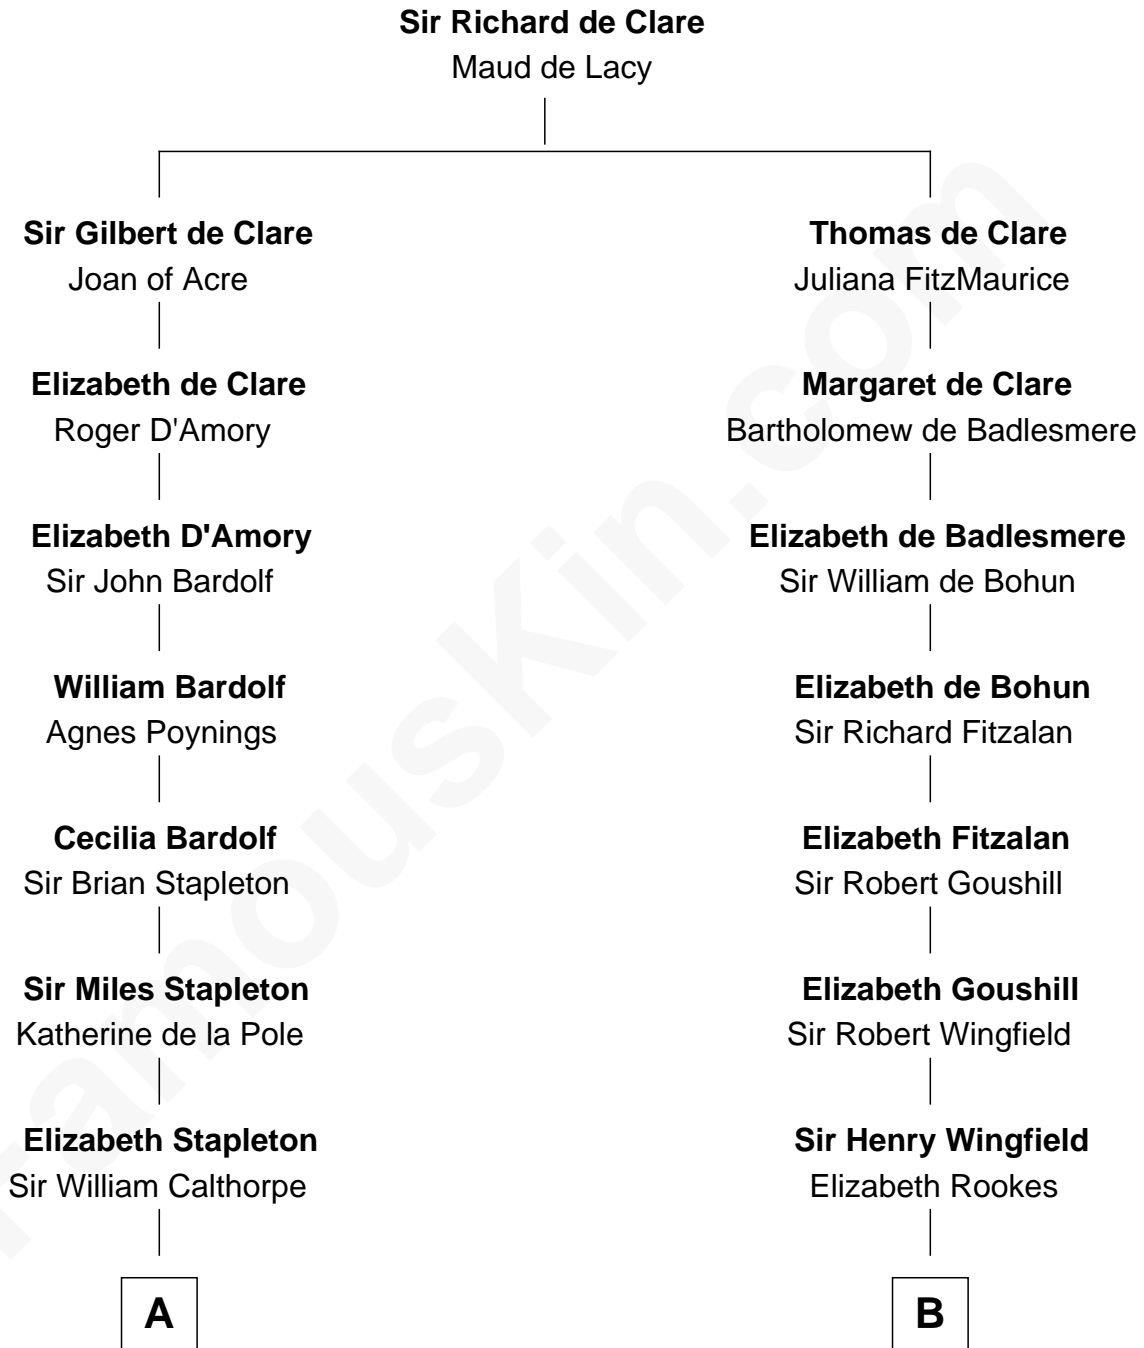 Sir Richard de Clare
Maud de Lacy
Sir Gilbert de Clare
Joan of Acre
Thomas de Clare
Juliana FitzMaurice
Elizabeth de Clare
Roger D'Amory
Margaret de Clare
Bartholomew de Badlesmere
Elizabeth D'Amory
Sir John Bardolf
Elizabeth de Badlesmere
Sir William de Bohun
William Bardolf
Agnes Poynings
Elizabeth de Bohun
Sir Richard Fitzalan
Cecilia Bardolf
Sir Brian Stapleton
Elizabeth Fitzalan
Sir Robert Goushill
Sir Miles Stapleton
Katherine de la Pole
Elizabeth Goushill
Sir Robert Wingfield
Elizabeth Stapleton
Sir William Calthorpe
Sir Henry Wingfield
Elizabeth Rookes
A
B
FamousKin.com